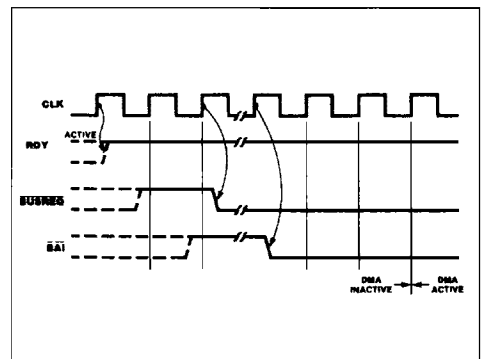 CLK
ACTIVE
RDY
BUSREQ
BAI
DMA INACTIVE
DMA ACTIVE